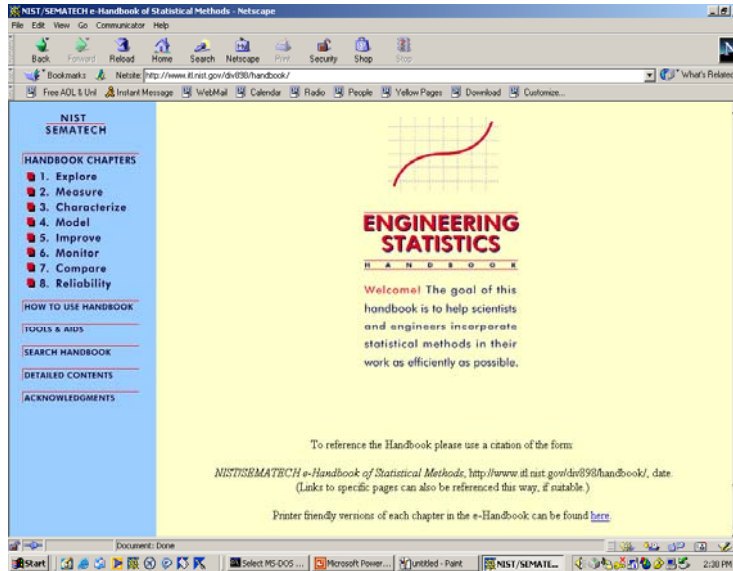 NIST/SEMATECH e-Handbook of Statistical Methods - Netscape
File Edit View Go Communicator Help
Back Forward Reload Home Search Netscape Print Security Shop Stop
Bookmarks Netsite: http://www.itl.nist.gov/div898/handbook/ What's Related
Free AOL & Unl Instant Message WebMail Calendar Radio People Yellow Pages Download Customize...
NIST
SEMATECH
HANDBOOK CHAPTERS
1. Explore
2. Measure
3. Characterize
4. Model
5. Improve
6. Monitor
7. Compare
8. Reliability
HOW TO USE HANDBOOK
TOOLS & AIDS
SEARCH HANDBOOK
DETAILED CONTENTS
ACKNOWLEDGMENTS
ENGINEERING
STATISTICS
HANDBOOK
Welcome! The goal of this
handbook is to help scientists
and engineers incorporate
statistical methods in their
work as efficiently as possible.
To reference the Handbook please use a citation of the form:
NIST/SEMATECH e-Handbook of Statistical Methods, http://www.itl.nist.gov/div898/handbook/, date.
(Links to specific pages can also be referenced this way, if suitable.)
Printer friendly versions of each chapter in the e-Handbook can be found here.
Document: Done
Start Select MS-DOS ... Microsoft Power... untitled - Paint NIST/SEMATE... 2:30 PM